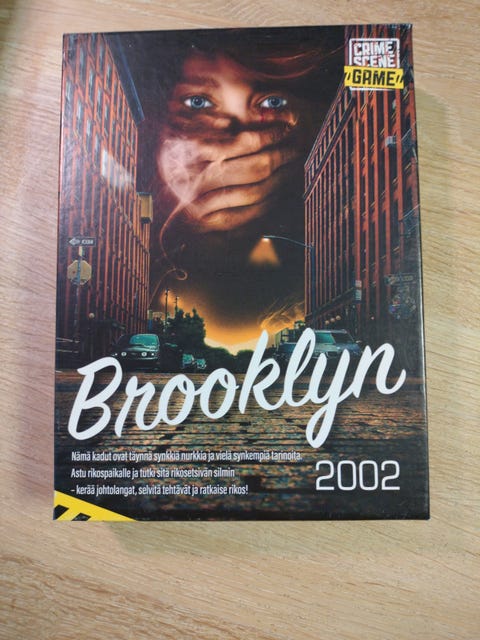 CRIME
SCENE
GAME
Brooklyn
Nämä kadut ovat täynnä synkkiä nurkkia ja vielä synkempiä tarinoita.
Astu rikospaikalle ja tutki sitä rikosetsivän silmin
- kerää johtolangat, selvitä tehtävät ja ratkaise rikos!
2002